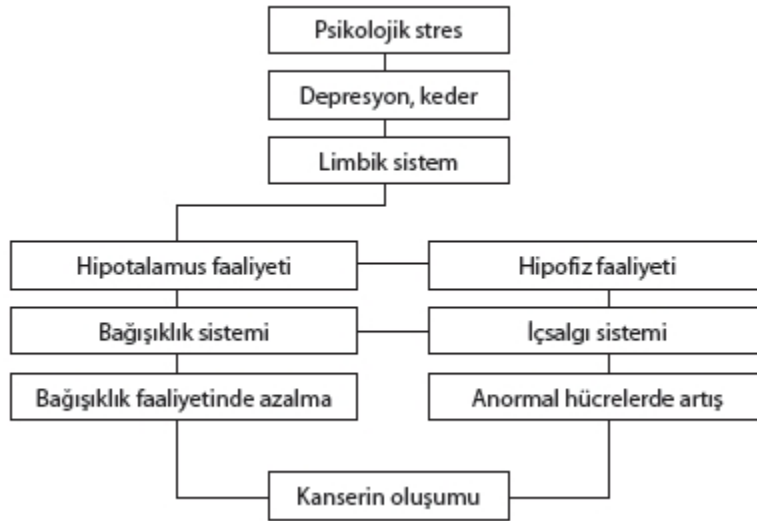 Psikolojik stres
Depresyon, keder
Limbik sistem
Hipotalamus faaliyeti
Hipofiz faaliyeti
Bağışıklık sistemi
İçsalgı sistemi
Bağışıklık faaliyetinde azalma
Anormal hücrelerde artış
Kanserin oluşumu